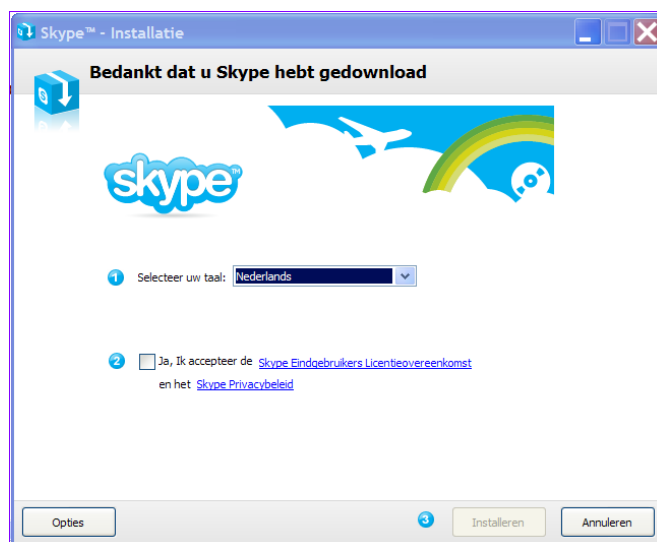 Skype™ - Installatie
Bedankt dat u Skype hebt gedownload
skype™
1 Selecteer uw taal: Nederlands
2 Ja, Ik accepteer de Skype Eindgebruikers Licentieovereenkomst
en het Skype Privacybeleid
Opties 3 Installeren Annuleren